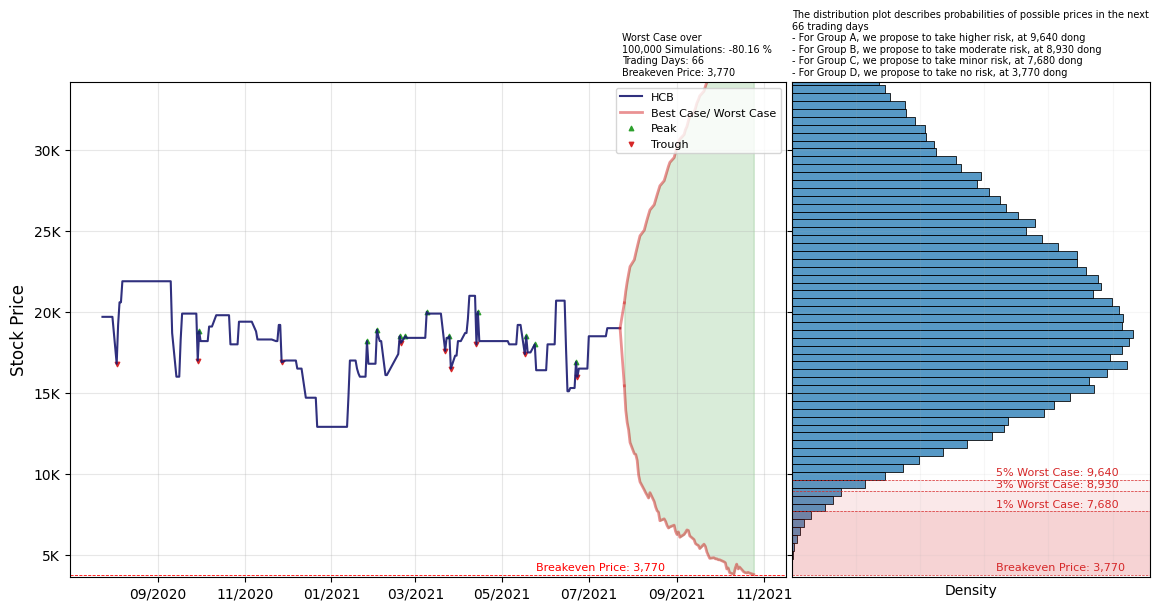 Worst Case over
100,000 Simulations: -80.16 %
Trading Days: 66
Breakeven Price: 3,770
The distribution plot describes probabilities of possible prices in the next
66 trading days
- For Group A, we propose to take higher risk, at 9,640 dong
- For Group B, we propose to take moderate risk, at 8,930 dong
- For Group C, we propose to take minor risk, at 7,680 dong
- For Group D, we propose to take no risk, at 3,770 dong
HCB
Best Case/ Worst Case
Peak
Trough
Stock Price
30K
25K
20K
15K
10K
5K
Breakeven Price: 3,770
09/2020
11/2020
01/2021
03/2021
05/2021
07/2021
09/2021
11/2021
5% Worst Case: 9,640
3% Worst Case: 8,930
1% Worst Case: 7,680
Breakeven Price: 3,770
Density